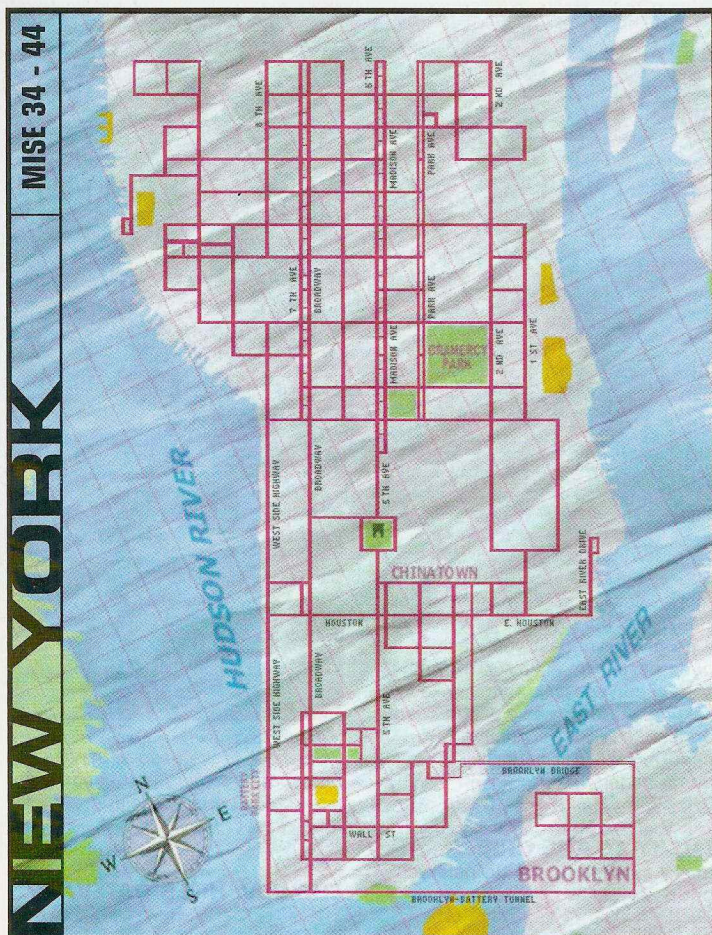 NEW YORK
MISE 34 - 44
8 TH AVE
5 TH AVE
2 ND AVE
MADISON AVE
PARK AVE
7 TH AVE
BROADWAY
MADISON AVE
PARK AVE
GRAMERCY
PARK
2 ND AVE
1 ST AVE
HUDSON RIVER
WEST SIDE HIGHWAY
BROADWAY
5 TH AVE
CHINATOWN
EAST RIVER DRIVE
HOUSTON
E. HOUSTON
WEST SIDE HIGHWAY
BROADWAY
5 TH AVE
EAST RIVER
BATTERY
PARK CITY
BROOKLYN BRIDGE
N
W
E
S
WALL ST
BROOKLYN
BROOKLYN-BATTERY TUNNEL